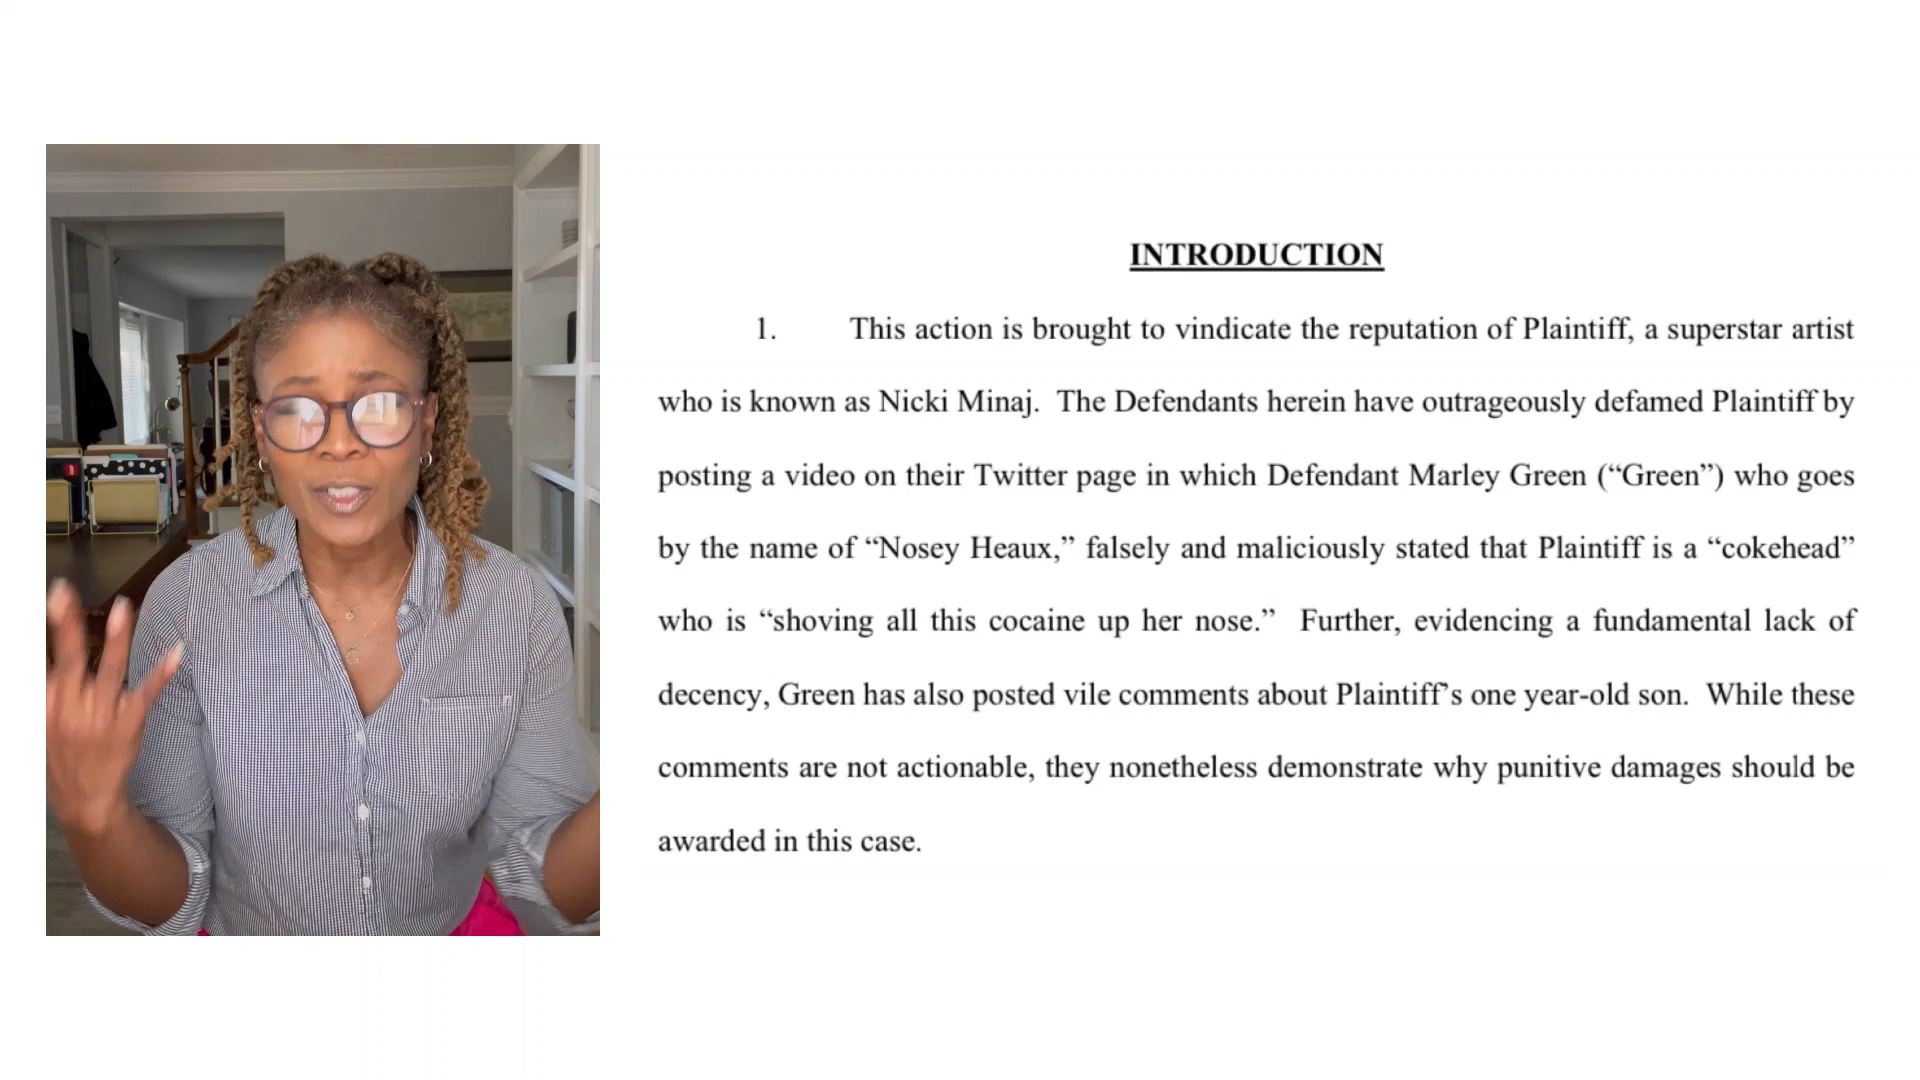 INTRODUCTION
1. This action is brought to vindicate the reputation of Plaintiff, a superstar artist
who is known as Nicki Minaj. The Defendants herein have outrageously defamed Plaintiff by
posting a video on their Twitter page in which Defendant Marley Green (“Green”) who goes
by the name of “Nosey Heaux,” falsely and maliciously stated that Plaintiff is a “cokehead”
who is “shoving all this cocaine up her nose.” Further, evidencing a fundamental lack of
decency, Green has also posted vile comments about Plaintiff’s one year-old son. While these
comments are not actionable, they nonetheless demonstrate why punitive damages should be
awarded in this case.